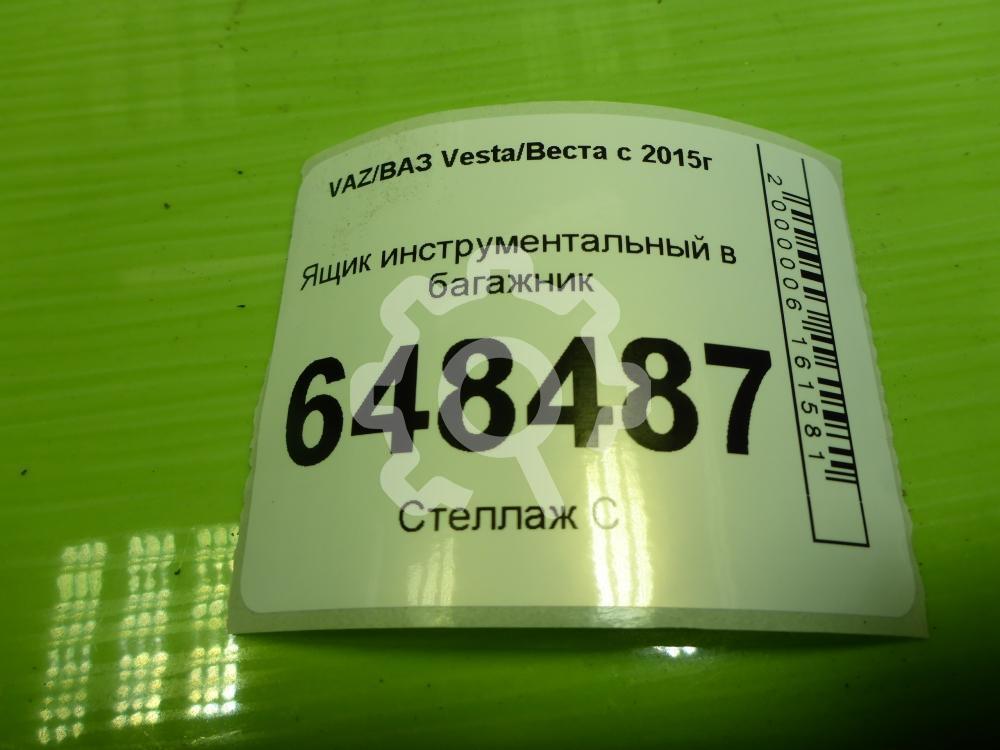 VAZ/ВАЗ Vesta/Веста с 2015г
Ящик инструментальный в
багажник
648487
Стеллаж С
2000006161581